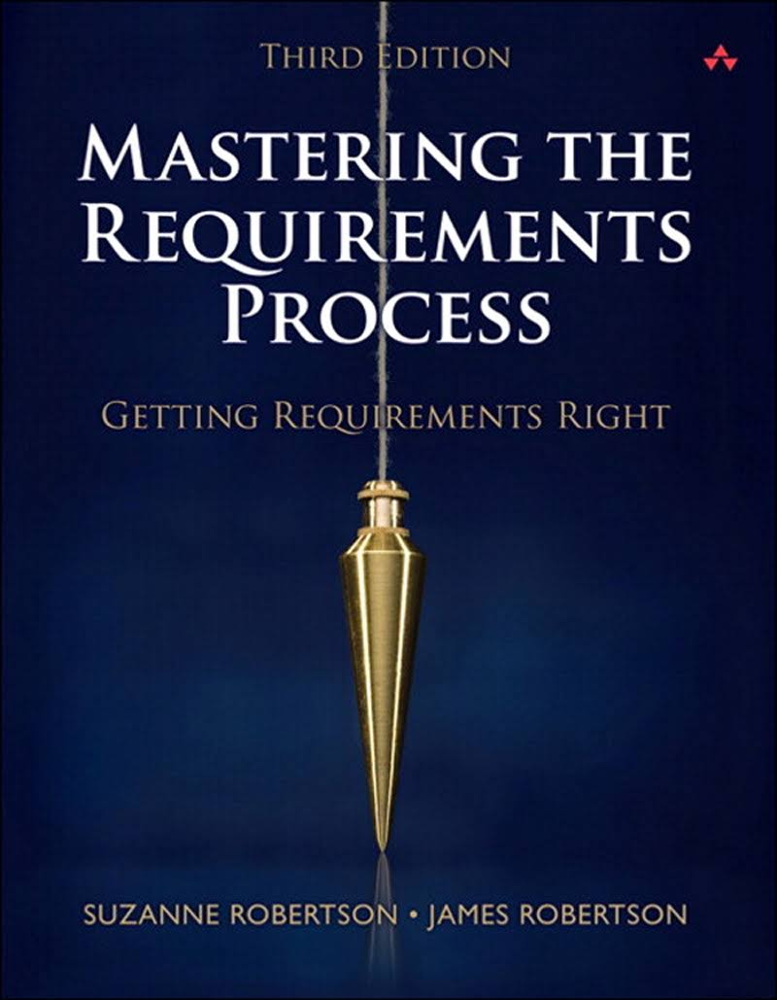 THIRD EDITION
MASTERING THE
REQUIREMENTS
PROCESS
GETTING REQUIREMENTS RIGHT
SUZANNE ROBERTSON • JAMES ROBERTSON